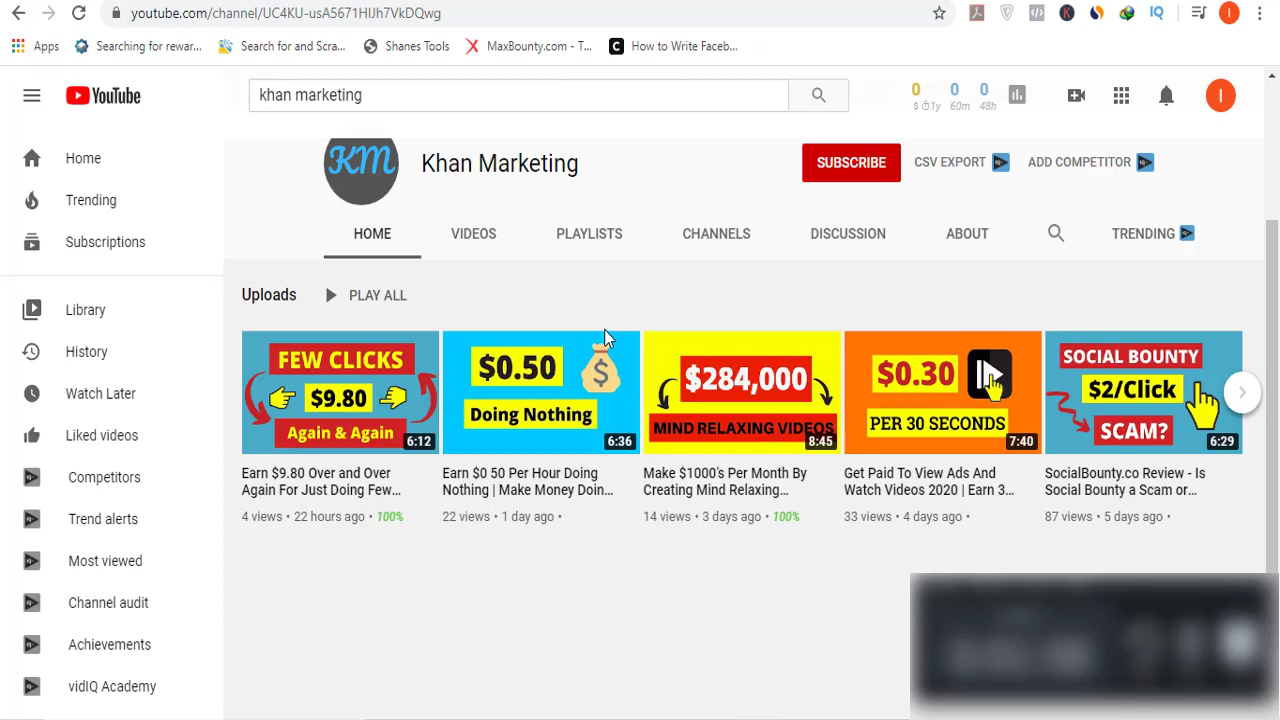 youtube.com/channel/UC4KU-usA5671HIJh7VkDQwg
Apps
Searching for rewar...
Search for and Scra...
Shanes Tools
MaxBounty.com - T...
How to Write Faceb...
YouTube
khan marketing
0 0 0
$ 1y 60m 48h
I
KM
Khan Marketing
SUBSCRIBE
CSV EXPORT
ADD COMPETITOR
HOME
VIDEOS
PLAYLISTS
CHANNELS
DISCUSSION
ABOUT
TRENDING
Home
Trending
Subscriptions
Library
History
Watch Later
Liked videos
Competitors
Trend alerts
Most viewed
Channel audit
Achievements
vidIQ Academy
Uploads
PLAY ALL
FEW CLICKS
$9.80
Again & Again
6:12
Earn $9.80 Over and Over
Again For Just Doing Few...
4 views • 22 hours ago • 100%
$0.50
Doing Nothing
6:36
Earn $0 50 Per Hour Doing
Nothing | Make Money Doin...
22 views • 1 day ago •
$284,000
MIND RELAXING VIDEOS
8:45
Make $1000's Per Month By
Creating Mind Relaxing...
14 views • 3 days ago • 100%
$0.30
PER 30 SECONDS
7:40
Get Paid To View Ads And
Watch Videos 2020 | Earn 3...
33 views • 4 days ago •
SOCIAL BOUNTY
$2/Click
SCAM?
6:29
SocialBounty.co Review - Is
Social Bounty a Scam or...
87 views • 5 days ago •